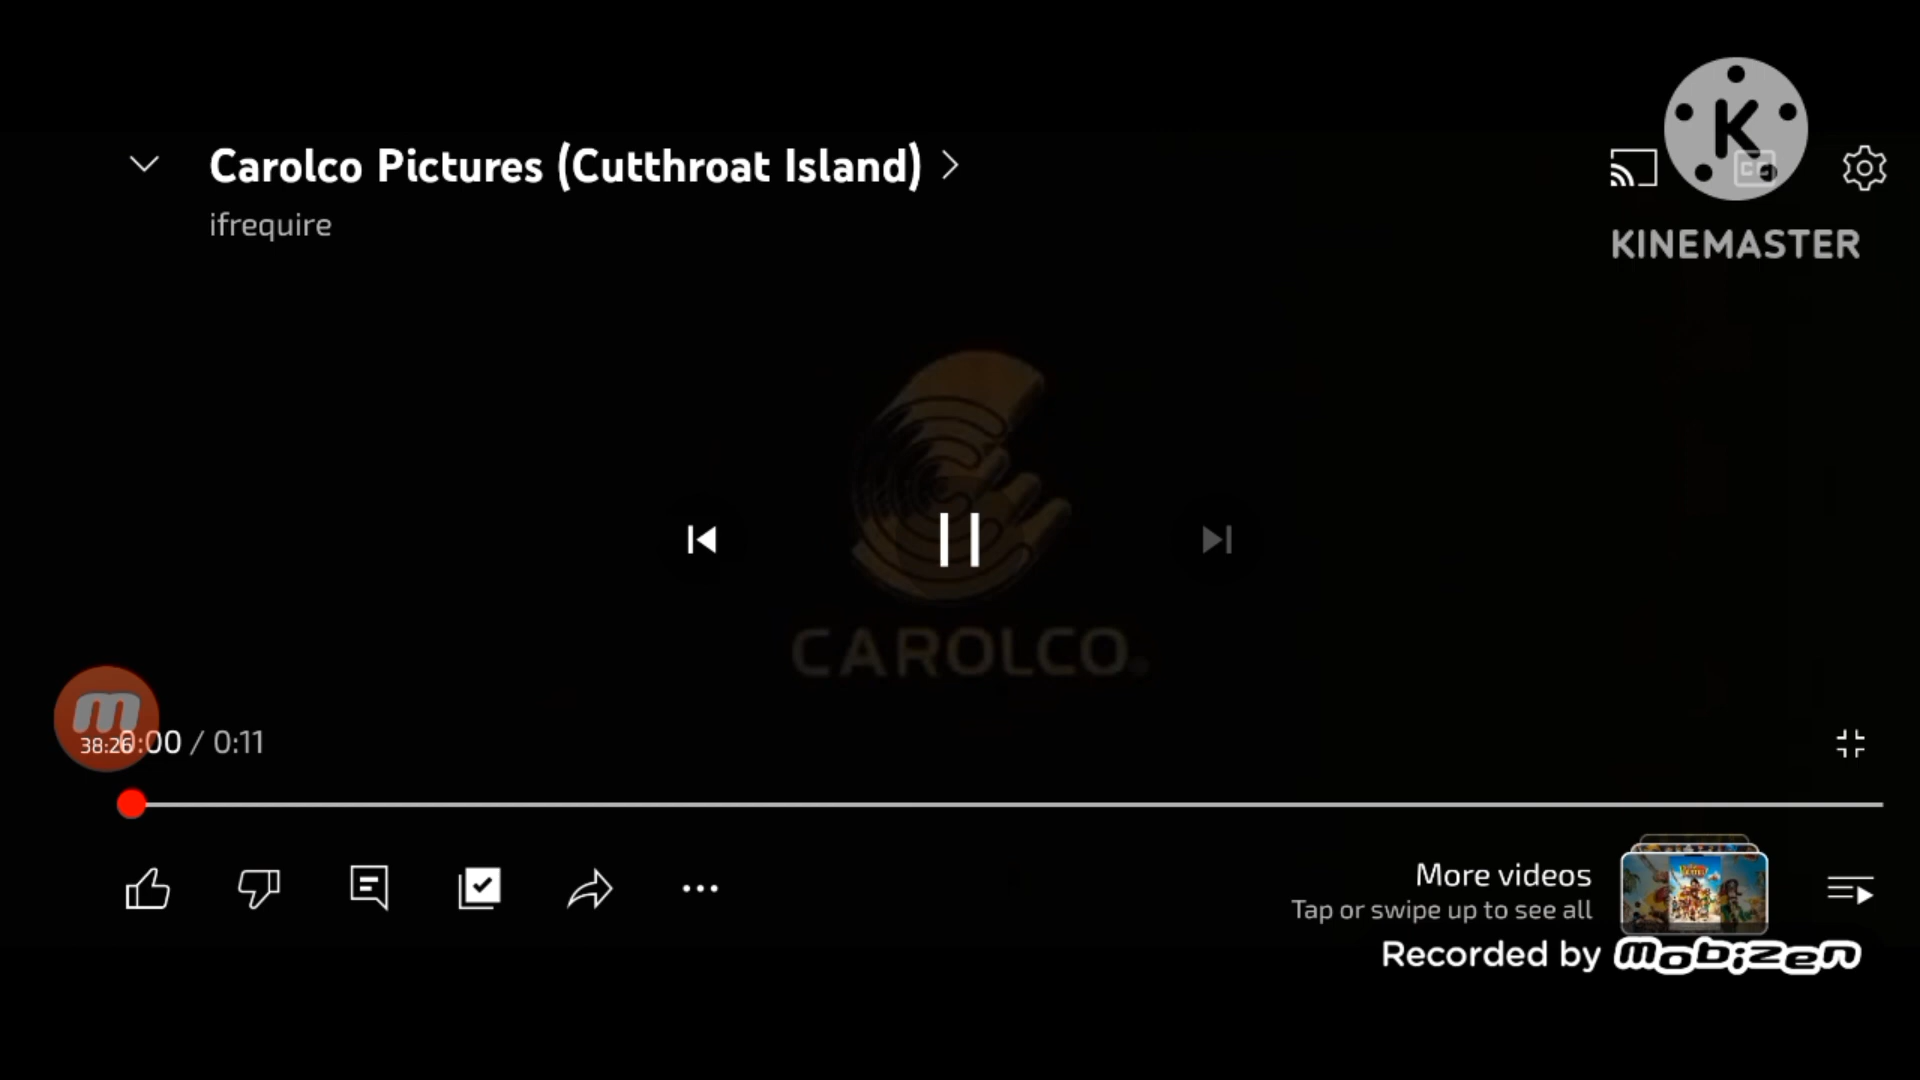 Carolco Pictures (Cutthroat Island)
ifrequire
K
CC
KINEMASTER
CAROLCO
m
38:26
0:00 / 0:11
More videos
Tap or swipe up to see all
Recorded by mobizen